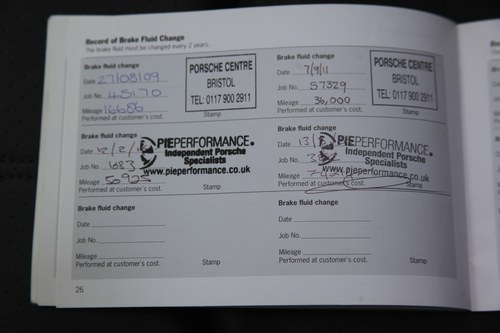 Record of Brake Fluid Change
The brake fluid must be changed every 2 years.
Brake fluid change
Date 27/08/09
Job No. 45170
Mileage 16686
Performed at customer's cost.
Stamp
PORSCHE CENTRE
BRISTOL
TEL: 0117 900 2911
Brake fluid change
Date 7/9/11
Job No. 57329
Mileage 36,000
Performed at customer's cost.
Stamp
PORSCHE CENTRE
BRISTOL
TEL: 0117 900 2911
Brake fluid change
Date
Job No. 1683
Mileage 50925
Performed at customer's cost.
Stamp
PIEPERFORMANCE.
Independent Porsche
Specialists
www.pieperformance.co.uk
Brake fluid change
Date 13/
Job No.
Mileage
Performed at customer's cost.
Stamp
PIEPERFORMANCE.
Independent Porsche
Specialists
www.pieperformance.co.uk
Brake fluid change
Date
Job No.
Mileage
Performed at customer's cost.
Stamp
Brake fluid change
Date
Job No.
Mileage
Performed at customer's cost.
Stamp
26